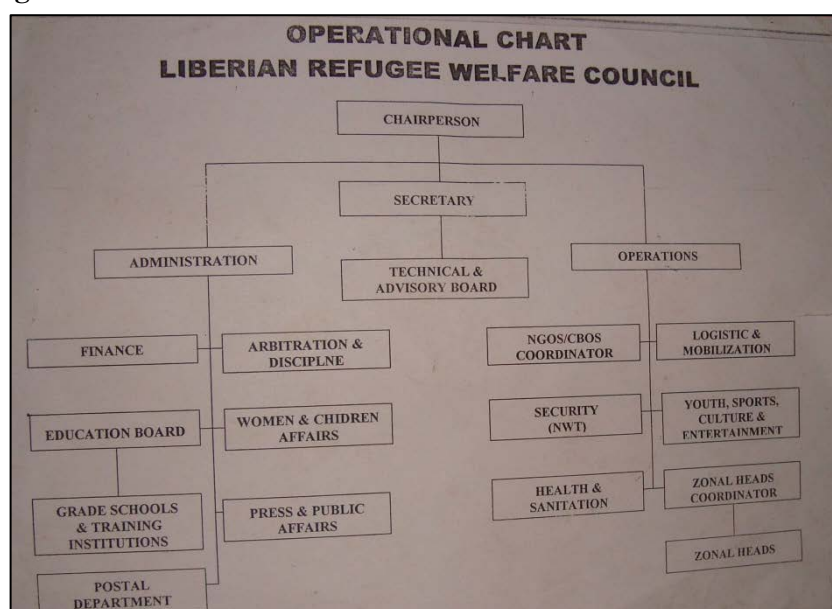 OPERATIONAL CHART
LIBERIAN REFUGEE WELFARE COUNCIL
CHAIRPERSON
SECRETARY
ADMINISTRATION
TECHNICAL &
ADVISORY BOARD
OPERATIONS
FINANCE
ARBITRATION &
DISCIPLNE
NGOS/CBOS
COORDINATOR
LOGISTIC &
MOBILIZATION
EDUCATION BOARD
WOMEN & CHIDREN
AFFAIRS
SECURITY
(NWT)
YOUTH, SPORTS,
CULTURE &
ENTERTAINMENT
GRADE SCHOOLS
& TRAINING
INSTITUTIONS
PRESS & PUBLIC
AFFAIRS
HEALTH &
SANITATION
ZONAL HEADS
COORDINATOR
ZONAL HEADS
POSTAL
DEPARTMENT